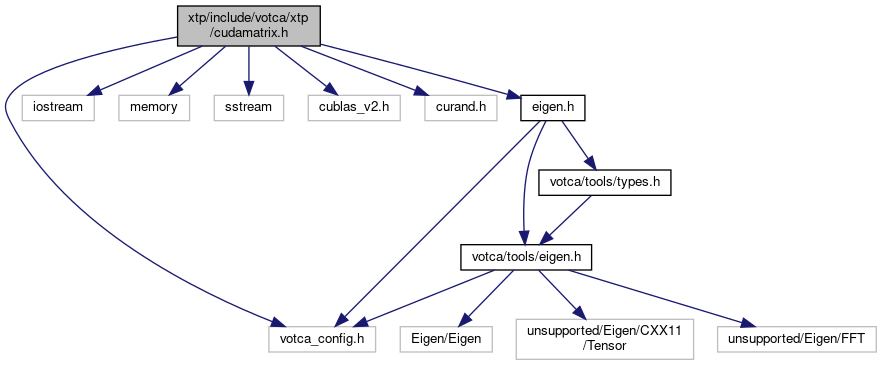 xtp/include/votca/xtp
/cudamatrix.h
iostream
memory
sstream
cublas_v2.h
curand.h
eigen.h
votca/tools/types.h
votca/tools/eigen.h
votca_config.h
Eigen/Eigen
unsupported/Eigen/CXX11
/Tensor
unsupported/Eigen/FFT